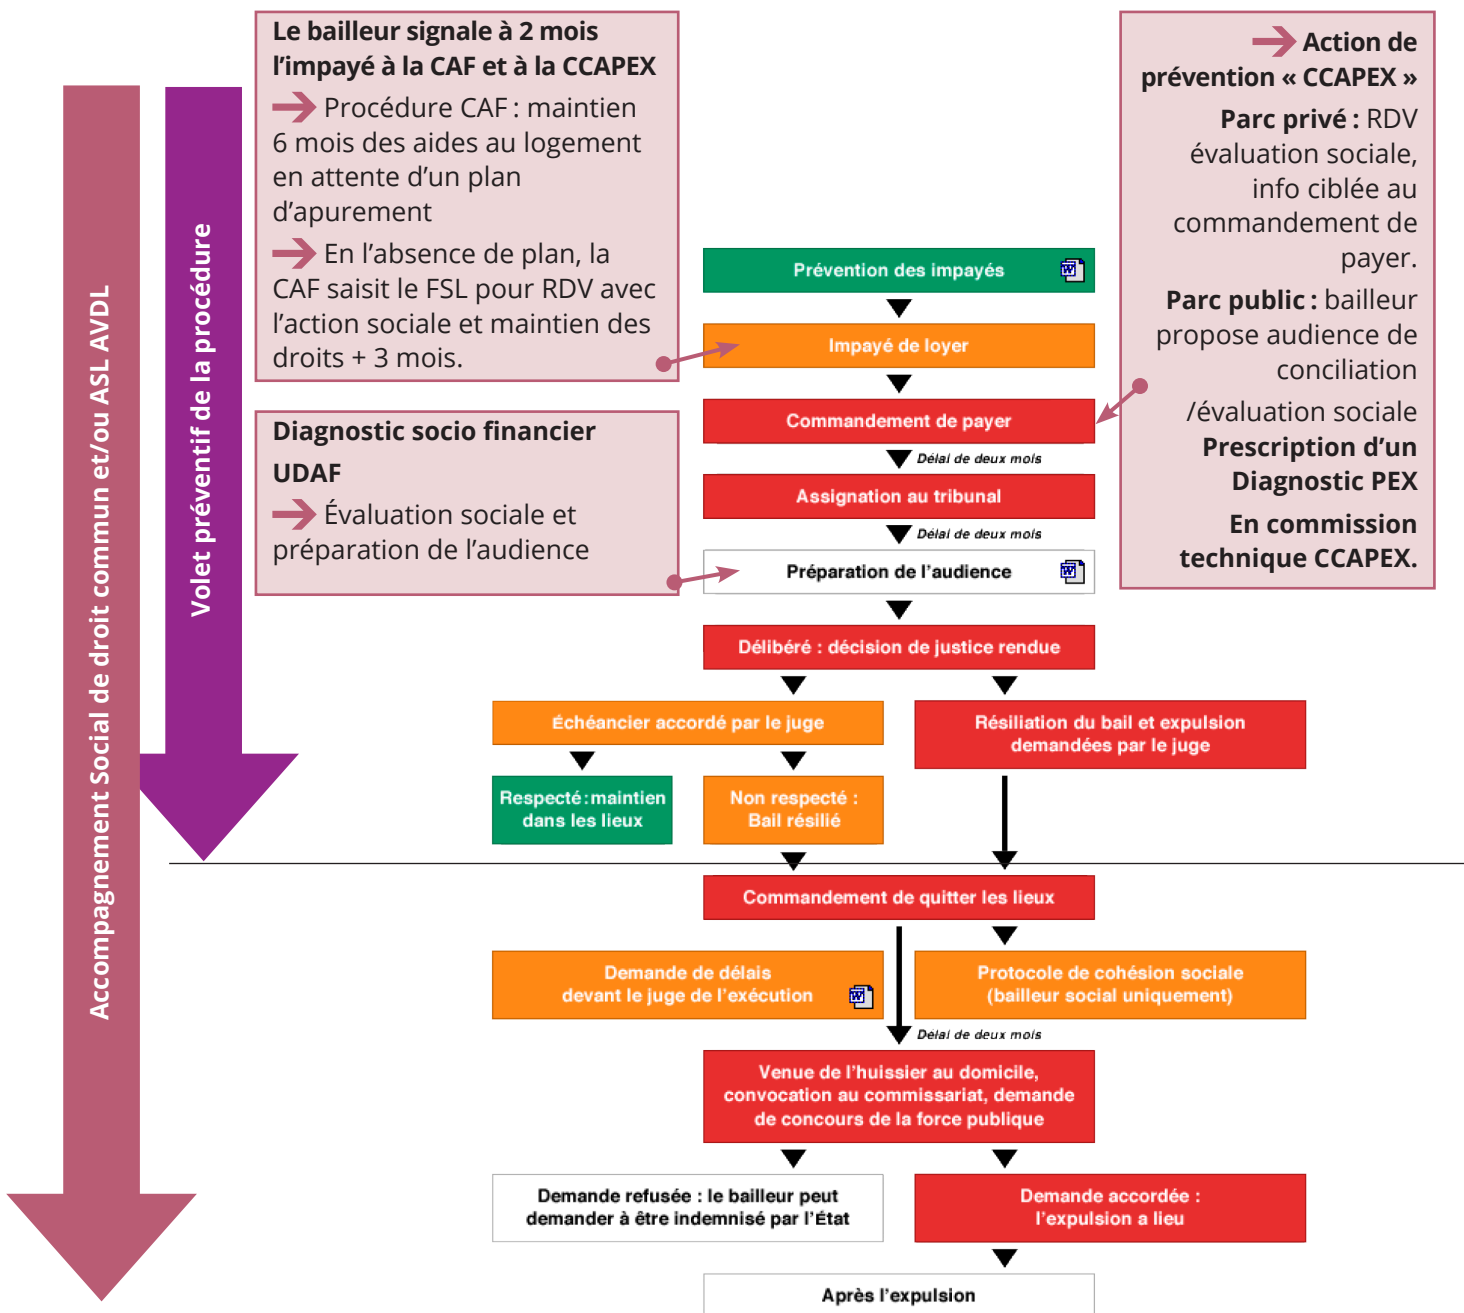 Accompagnement Social de droit commun et/ou ASL AVDL
Volet préventif de la procédure
Le bailleur signale à 2 mois
l’impayé à la CAF et à la CCAPEX
Procédure CAF : maintien
6 mois des aides au logement
en attente d’un plan
d’apurement
En l’absence de plan, la
CAF saisit le FSL pour RDV avec
l’action sociale et maintien des
droits + 3 mois.
Diagnostic socio financier
UDAF
Évaluation sociale et
préparation de l’audience
Action de
prévention « CCAPEX »
Parc privé : RDV
évaluation sociale,
info ciblée au
commandement de
payer.
Parc public : bailleur
propose audience de
conciliation
/évaluation sociale
Prescription d’un
Diagnostic PEX
En commission
technique CCAPEX.
Prévention des impayés
Impayé de loyer
Commandement de payer
Délai de deux mois
Assignation au tribunal
Délai de deux mois
Préparation de l’audience
Délibéré : décision de justice rendue
Échéancier accordé par le juge
Résiliation du bail et expulsion
demandées par le juge
Respecté : maintien
dans les lieux
Non respecté :
Bail résilié
Commandement de quitter les lieux
Demande de délais
devant le juge de l’exécution
Protocole de cohésion sociale
(bailleur social uniquement)
Délai de deux mois
Venue de l’huissier au domicile,
convocation au commissariat, demande
de concours de la force publique
Demande refusée : le bailleur peut
demander à être indemnisé par l’État
Demande accordée :
l’expulsion a lieu
Après l’expulsion